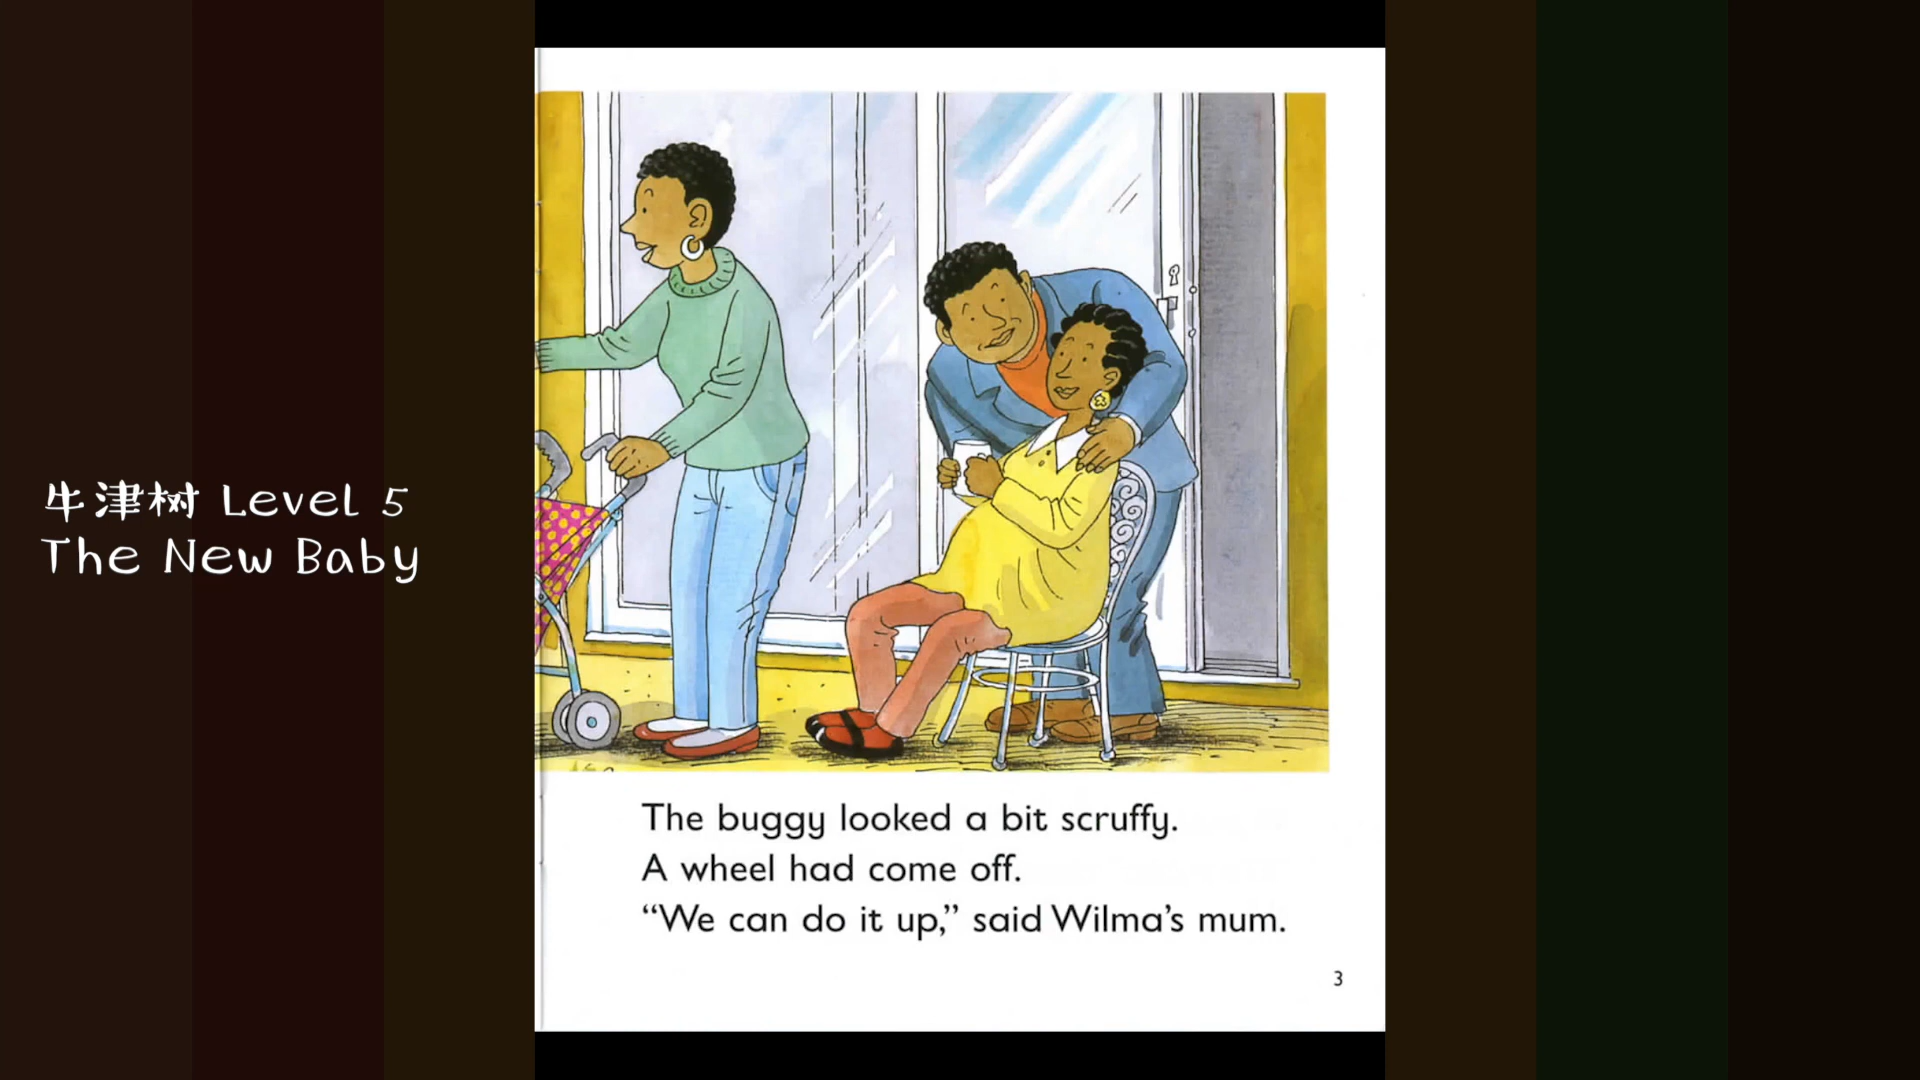 牛津树 Level 5
The New Baby
The buggy looked a bit scruffy.
A wheel had come off.
“We can do it up,” said Wilma’s mum.
3